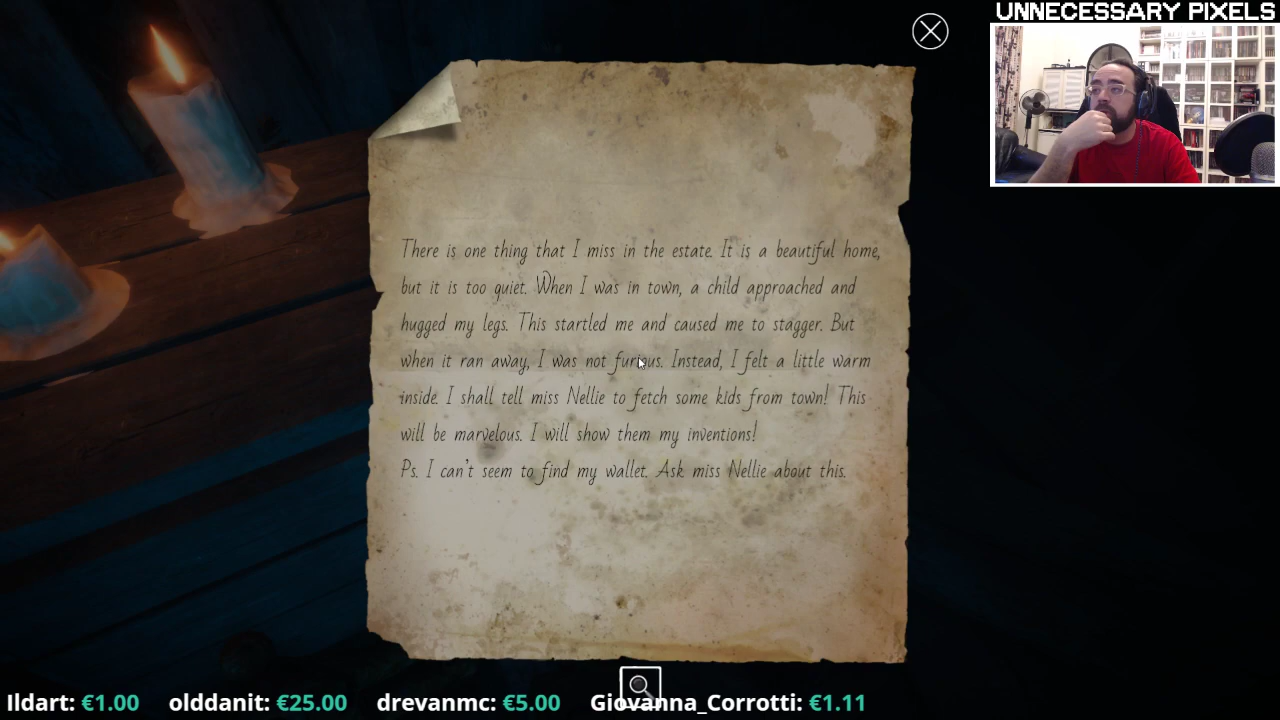 UNNECESSARY PIXELS
There is one thing that I miss in the estate. It is a beautiful home,
but it is too quiet. When I was in town, a child approached and
hugged my legs. This startled me and caused me to stagger. But
when it ran away, I was not furious. Instead, I felt a little warm
inside. I shall tell miss Nellie to fetch some kids from town! This
will be marvelous. I will show them my inventions!
Ps. I can't seem to find my wallet. Ask miss Nellie about this.
Ildart: €1.00 olddanit: €25.00 drevanmc: €5.00 Giovanna_Corrotti: €1.11